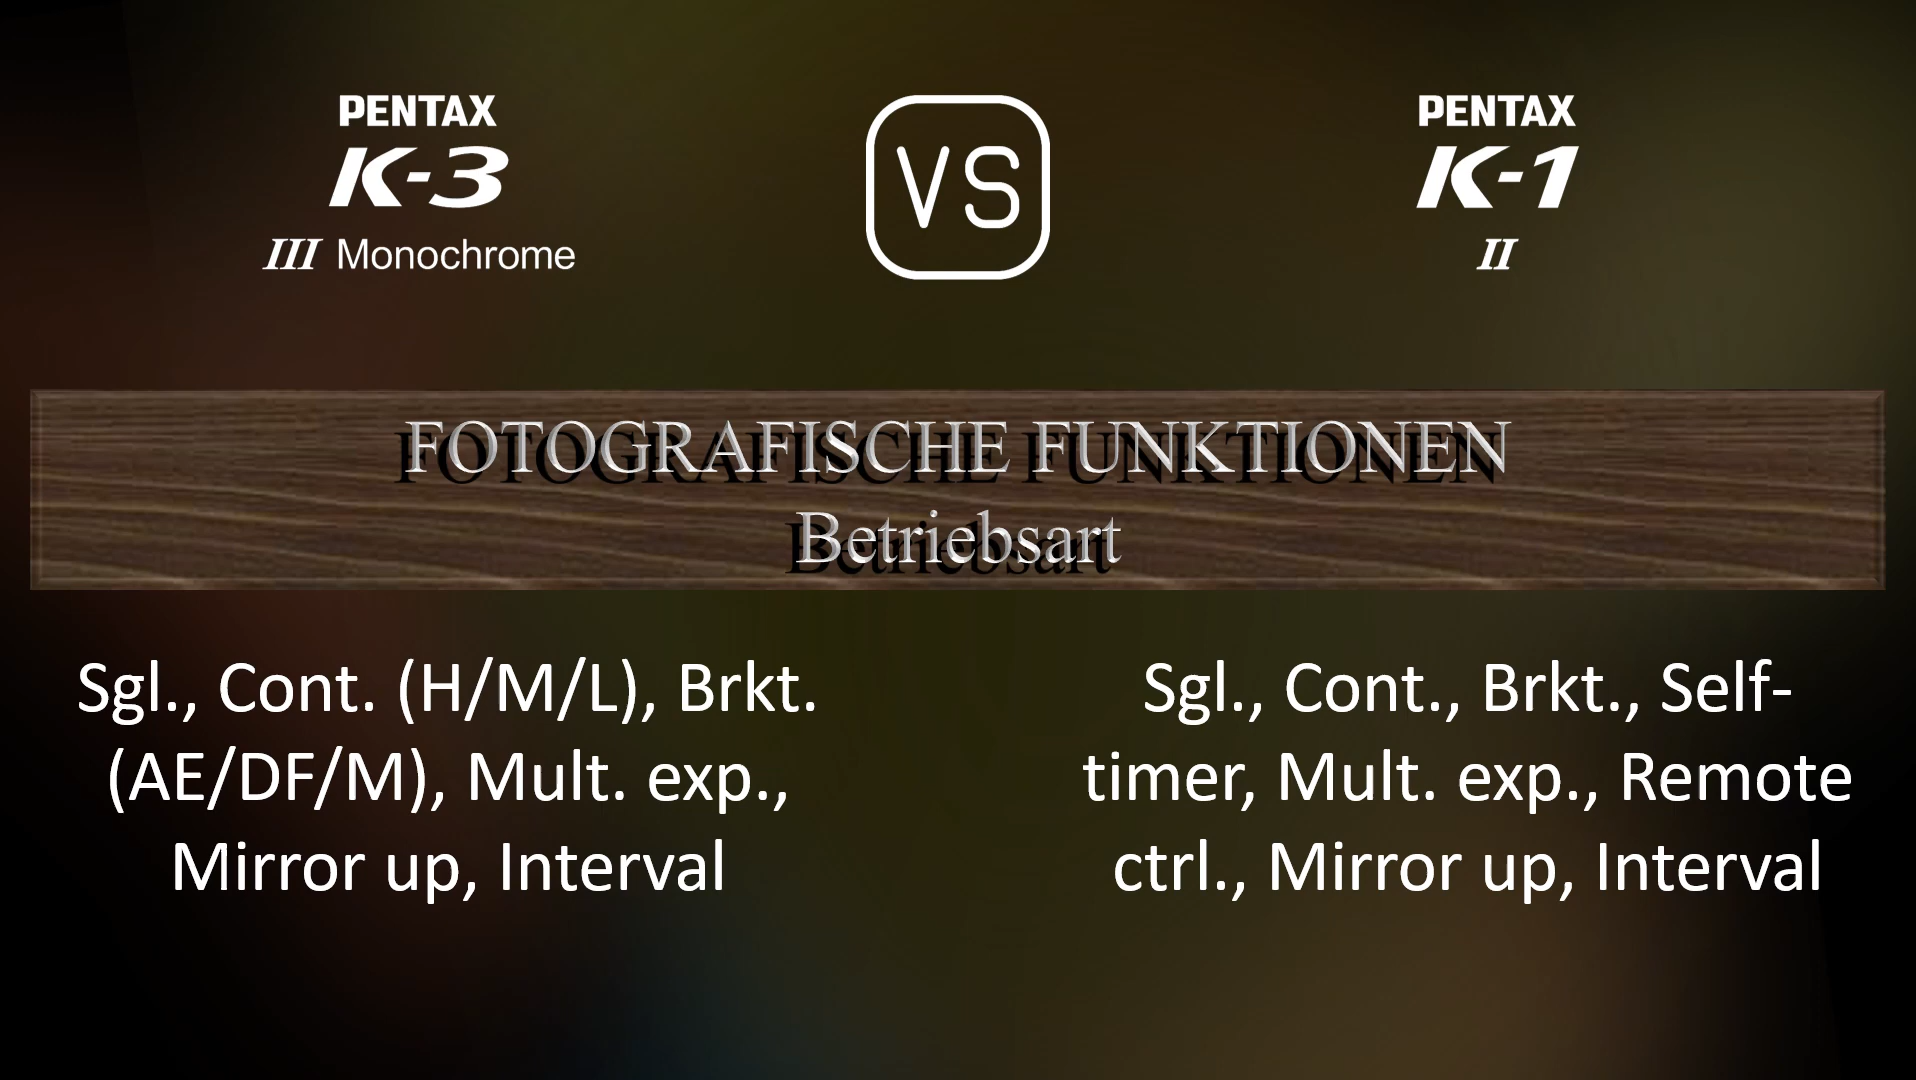 PENTAX
K-3
III Monochrome
VS
PENTAX
K-1
II
FOTOGRAFISCHE FUNKTIONEN
Betriebsart
Sgl., Cont. (H/M/L), Brkt.
(AE/DF/M), Mult. exp.,
Mirror up, Interval
Sgl., Cont., Brkt., Self-
timer, Mult. exp., Remote
ctrl., Mirror up, Interval